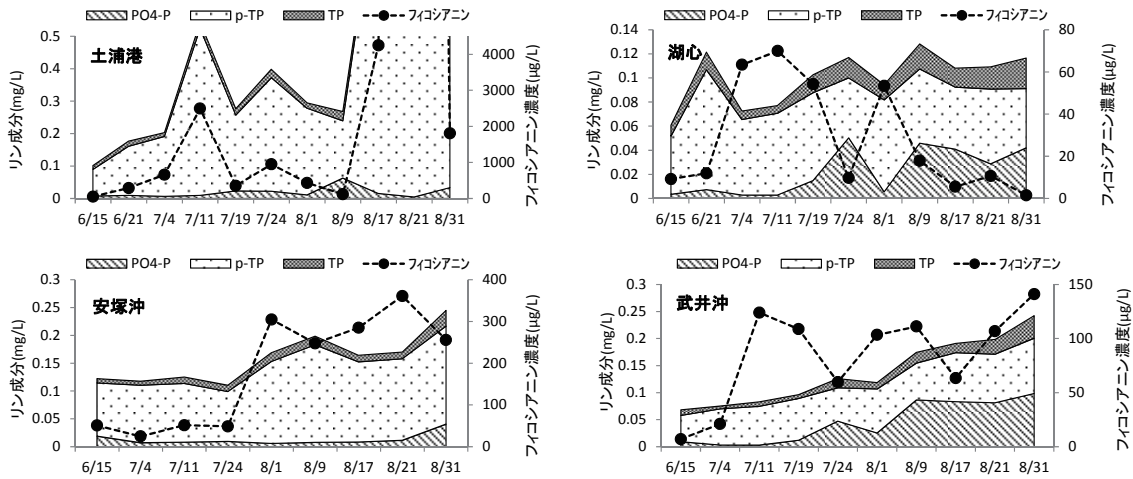 PO4-P p-TP TP フィコシアニン
土浦港
リン成分(mg/L)
0.5
0.4
0.3
0.2
0.1
0
4000
3000
2000
1000
0
フィコシアニン濃度(μg/L)
6/15 6/21 7/4 7/11 7/19 7/24 8/1 8/9 8/17 8/21 8/31
PO4-P p-TP TP フィコシアニン
湖心
リン成分(mg/L)
0.14
0.12
0.1
0.08
0.06
0.04
0.02
0
80
60
40
20
0
フィコシアニン濃度(μg/L)
6/15 6/21 7/4 7/11 7/19 7/24 8/1 8/9 8/17 8/21 8/31
PO4-P p-TP TP フィコシアニン
安塚沖
リン成分(mg/L)
0.3
0.25
0.2
0.15
0.1
0.05
0
400
300
200
100
0
フィコシアニン濃度(μg/L)
6/15 7/4 7/11 7/24 8/1 8/9 8/17 8/21 8/31
PO4-P p-TP TP フィコシアニン
武井沖
リン成分(mg/L)
0.3
0.25
0.2
0.15
0.1
0.05
0
150
100
50
0
フィコシアニン濃度(μg/L)
6/15 7/4 7/11 7/19 7/24 8/1 8/9 8/17 8/21 8/31